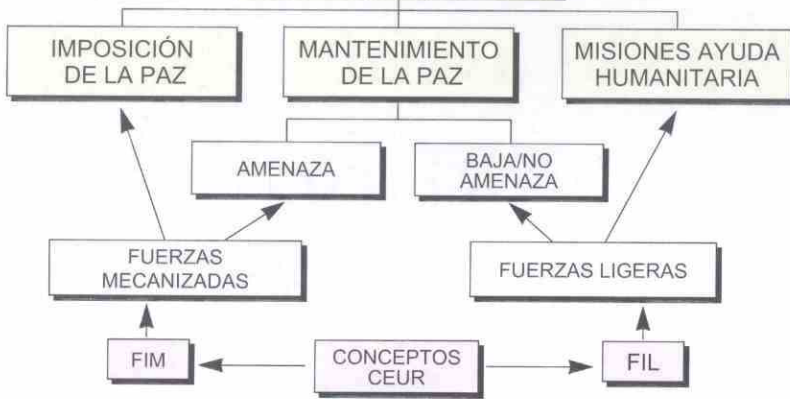 IMPOSICIÓN
DE LA PAZ
MANTENIMIENTO
DE LA PAZ
MISIONES AYUDA
HUMANITARIA
AMENAZA
BAJA/NO
AMENAZA
FUERZAS
MECANIZADAS
FUERZAS LIGERAS
FIM
CONCEPTOS
CEUR
FIL